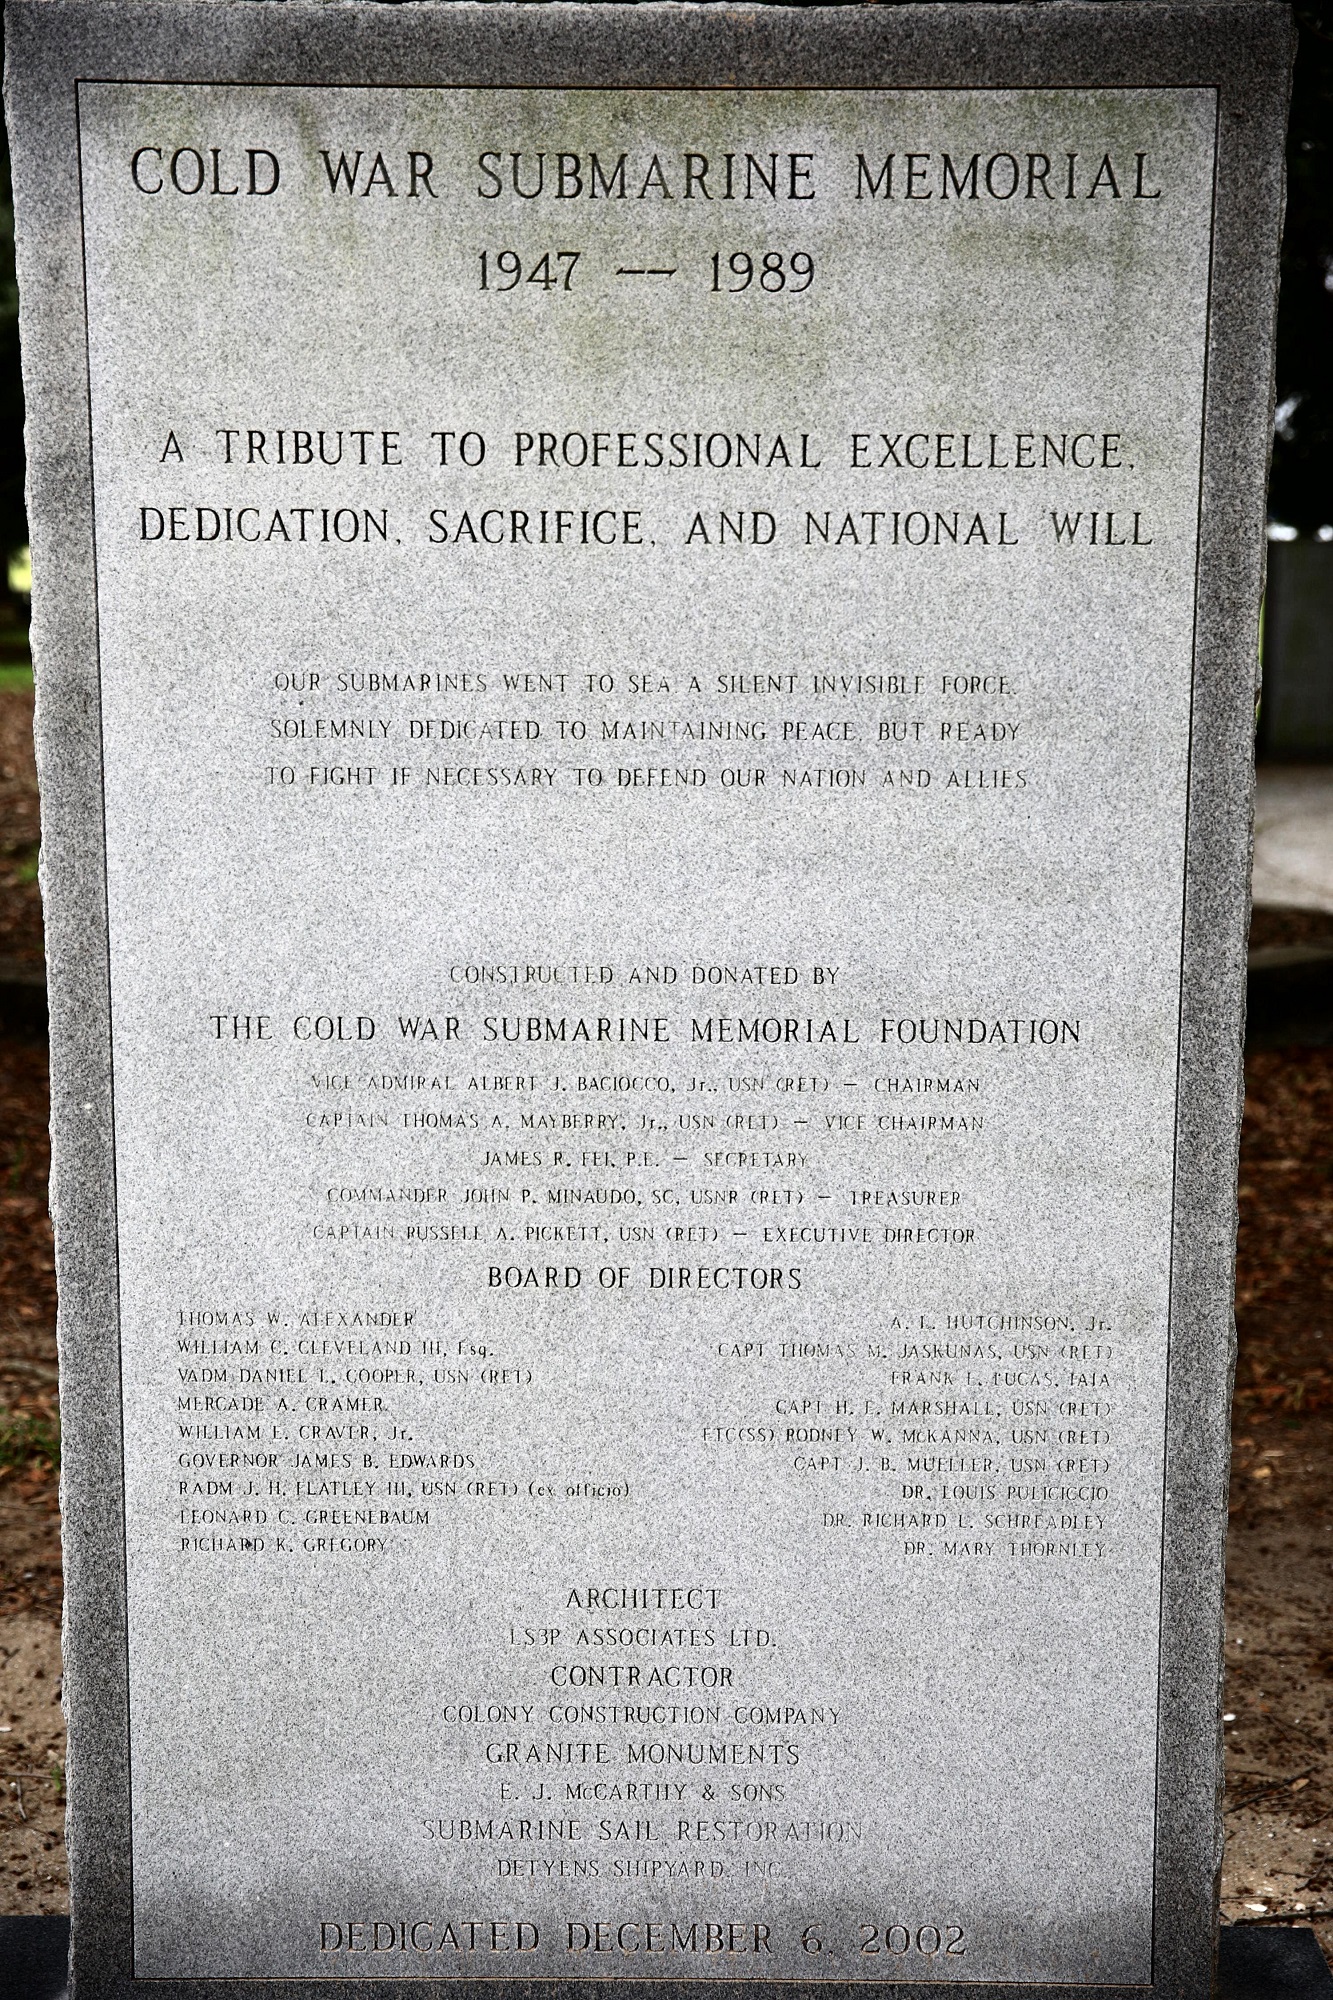 COLD WAR SUBMARINE MEMORIAL
1947 — 1989
A TRIBUTE TO PROFESSIONAL EXCELLENCE,
DEDICATION, SACRIFICE, AND NATIONAL WILL
OUR SUBMARINES WENT TO SEA A SILENT INVISIBLE FORCE,
SOLEMNLY DEDICATED TO MAINTAINING PEACE, BUT READY
TO FIGHT IF NECESSARY TO DEFEND OUR NATION AND ALLIES
CONSTRUCTED AND DONATED BY
THE COLD WAR SUBMARINE MEMORIAL FOUNDATION
VICE ADMIRAL ALBERT J. BACIOCCO, Jr., USN (RET) — CHAIRMAN
CAPTAIN THOMAS A. MAYBERRY, Jr., USN (RET) — VICE CHAIRMAN
JAMES R. FEI, P.E. — SECRETARY
COMMANDER JOHN P. MINAUDO, SC, USNR (RET) — TREASURER
CAPTAIN RUSSELL A. PICKETT, USN (RET) — EXECUTIVE DIRECTOR
BOARD OF DIRECTORS
THOMAS W. ALEXANDER
WILLIAM C. CLEVELAND III, Esq.
VADM DANIEL L. COOPER, USN (RET)
MERCADE A. CRAMER
WILLIAM E. CRAVER, Jr.
GOVERNOR JAMES B. EDWARDS
RADM J. H. FLATLEY III, USN (RET) (ex officio)
LEONARD C. GREENEBAUM
RICHARD K. GREGORY
A. L. HUTCHINSON, Jr.
CAPT THOMAS M. JASKUNAS, USN (RET)
FRANK E. LUCAS, FAIA
CAPT H. E. MARSHALL, USN (RET)
ETC(SS) RODNEY W. McKANNA, USN (RET)
CAPT J. B. MUELLER, USN (RET)
DR. LOUIS PULICICCIO
DR. RICHARD L. SCHREADLEY
DR. MARY THORNLEY
ARCHITECT
LS3P ASSOCIATES LTD.
CONTRACTOR
COLONY CONSTRUCTION COMPANY
GRANITE MONUMENTS
E. J. McCARTHY & SONS
SUBMARINE SAIL RESTORATION
DETYENS SHIPYARD, INC.
DEDICATED DECEMBER 6, 2002